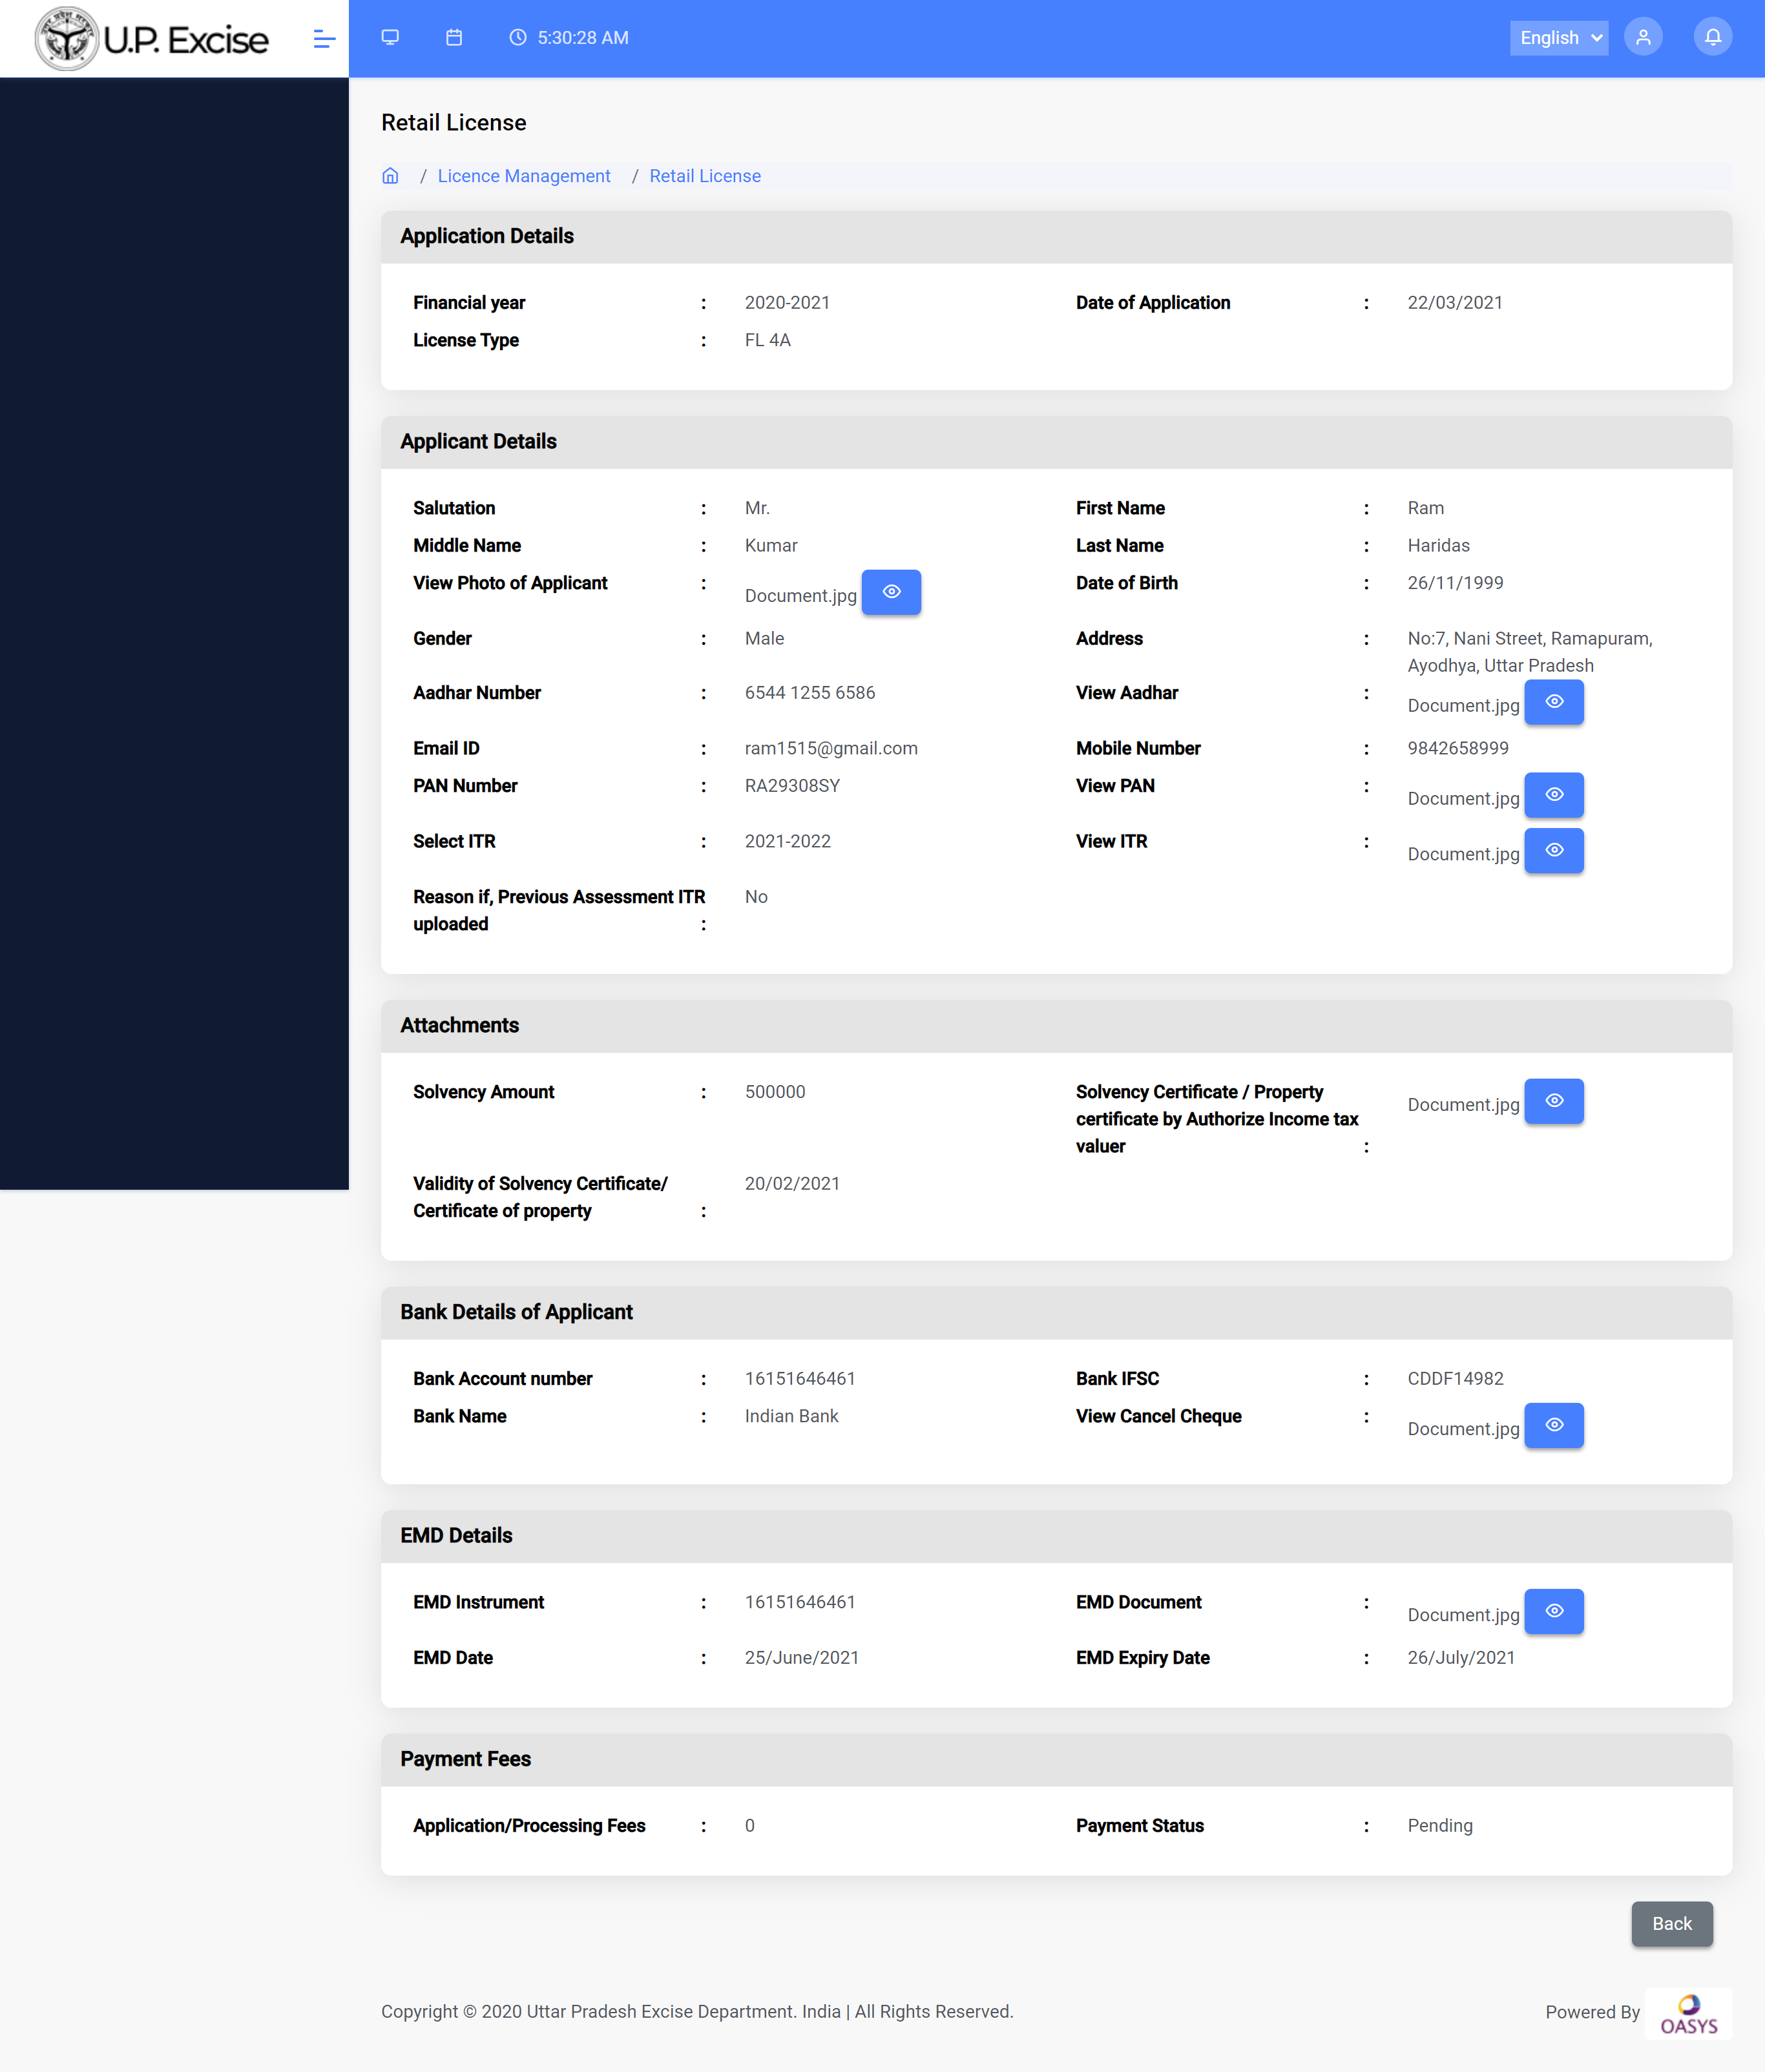 U.P. Excise
5:30:28 AM
English
Retail License
/ Licence Management / Retail License
Application Details
Financial year : 2020-2021 Date of Application : 22/03/2021
License Type : FL 4A
Applicant Details
Salutation : Mr. First Name : Ram
Middle Name : Kumar Last Name : Haridas
View Photo of Applicant : Document.jpg Date of Birth : 26/11/1999
Gender : Male Address : No:7, Nani Street, Ramapuram,
Ayodhya, Uttar Pradesh
Aadhar Number : 6544 1255 6586 View Aadhar : Document.jpg
Email ID : ram1515@gmail.com Mobile Number : 9842658999
PAN Number : RA29308SY View PAN : Document.jpg
Select ITR : 2021-2022 View ITR : Document.jpg
Reason if, Previous Assessment ITR No
uploaded :
Attachments
Solvency Amount : 500000 Solvency Certificate / Property Document.jpg
certificate by Authorize Income tax
valuer :
Validity of Solvency Certificate/ 20/02/2021
Certificate of property :
Bank Details of Applicant
Bank Account number : 16151646461 Bank IFSC : CDDF14982
Bank Name : Indian Bank View Cancel Cheque : Document.jpg
EMD Details
EMD Instrument : 16151646461 EMD Document : Document.jpg
EMD Date : 25/June/2021 EMD Expiry Date : 26/July/2021
Payment Fees
Application/Processing Fees : 0 Payment Status : Pending
Back
Copyright © 2020 Uttar Pradesh Excise Department. India | All Rights Reserved. Powered By OASYS